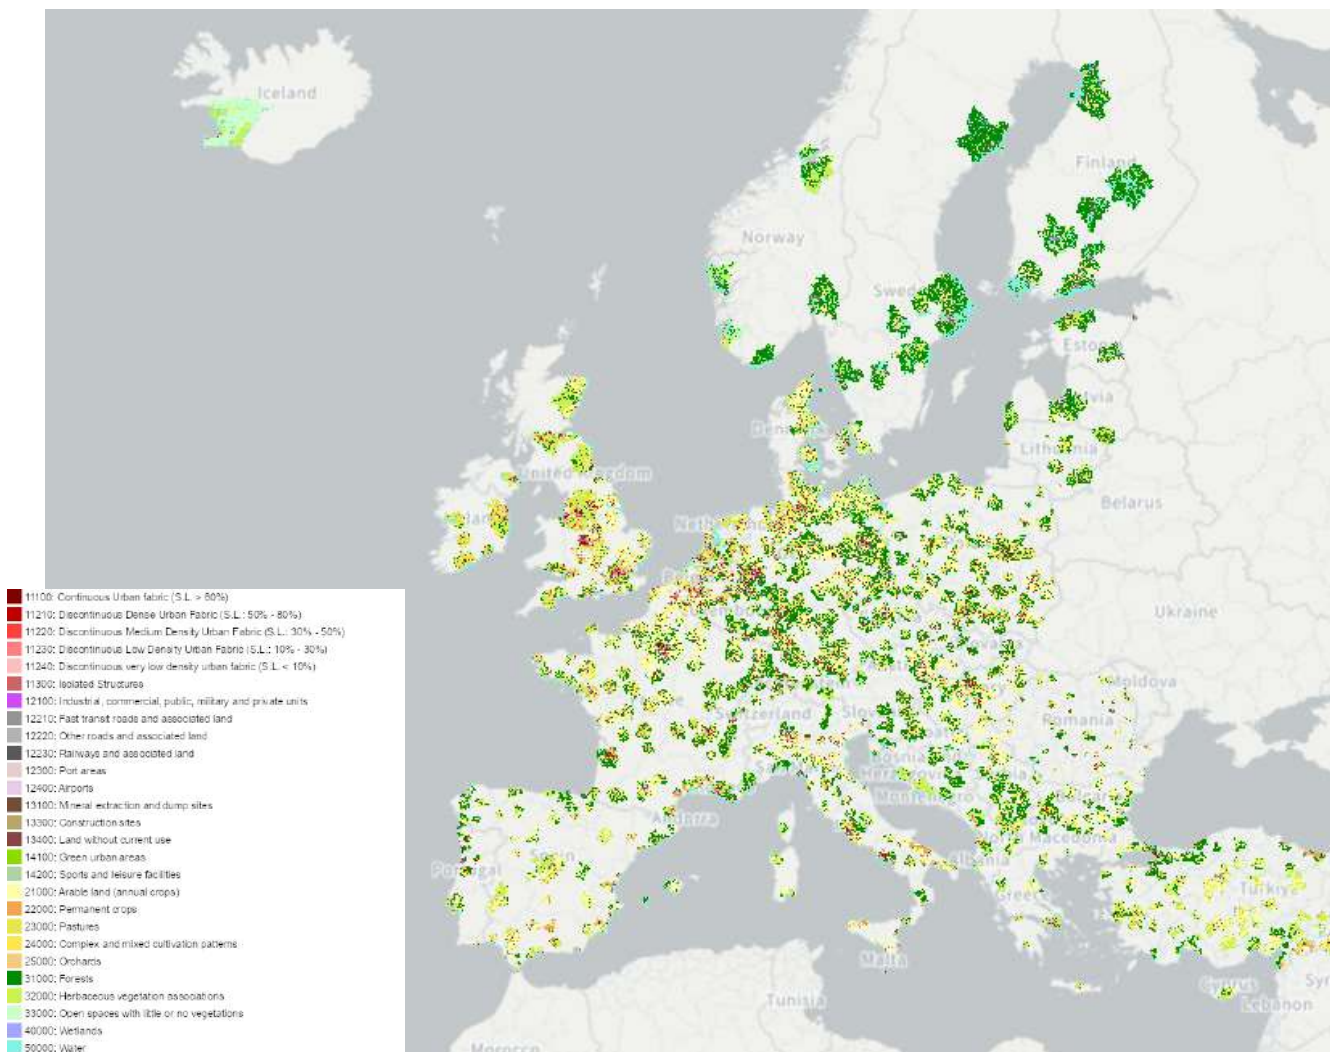 Iceland
Finland
Norway
Estonia
Lithuania
United Kingdom
Belarus
Ukraine
Moldova
Switzerland
Romania
Montenegro
Andorra
North Macedonia
Spain
Portugal
Albania
Greece
Türkiye
Malta
Cyprus
Tunisia
Lebanon
Morocco
11100: Continuous Urban fabric (S.L. > 80%)
11210: Discontinuous Dense Urban Fabric (S.L.: 50% - 80%)
11220: Discontinuous Medium Density Urban Fabric (S.L.: 30% - 50%)
11230: Discontinuous Low Density Urban Fabric (S.L.: 10% - 30%)
11240: Discontinuous very low density urban fabric (S.L. < 10%)
11300: Isolated Structures
12100: Industrial, commercial, public, military and private units
12210: Fast transit roads and associated land
12220: Other roads and associated land
12230: Railways and associated land
12300: Port areas
12400: Airports
13100: Mineral extraction and dump sites
13300: Construction sites
13400: Land without current use
14100: Green urban areas
14200: Sports and leisure facilities
21000: Arable land (annual crops)
22000: Permanent crops
23000: Pastures
24000: Complex and mixed cultivation patterns
25000: Orchards
31000: Forests
32000: Herbaceous vegetation associations
33000: Open spaces with little or no vegetations
40000: Wetlands
50000: Water